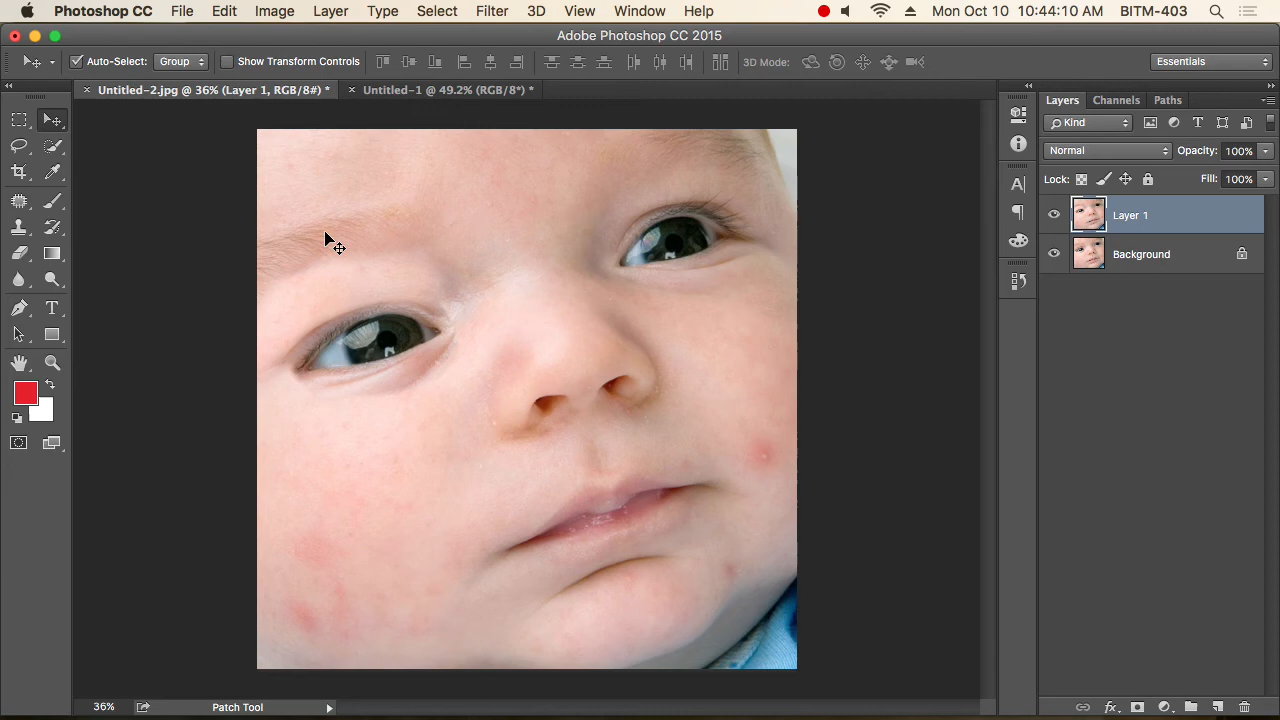 Photoshop CC File Edit Image Layer Type Select Filter 3D View Window Help Mon Oct 10 10:44:10 AM BITM-403
Adobe Photoshop CC 2015
Auto-Select: Group Show Transform Controls 3D Mode: Essentials
Untitled-2.jpg @ 36% (Layer 1, RGB/8#) * Untitled-1 @ 49.2% (RGB/8*) *
Layers Channels Paths
Kind
Normal Opacity: 100%
Lock: Fill: 100%
Layer 1
Background
36% Patch Tool